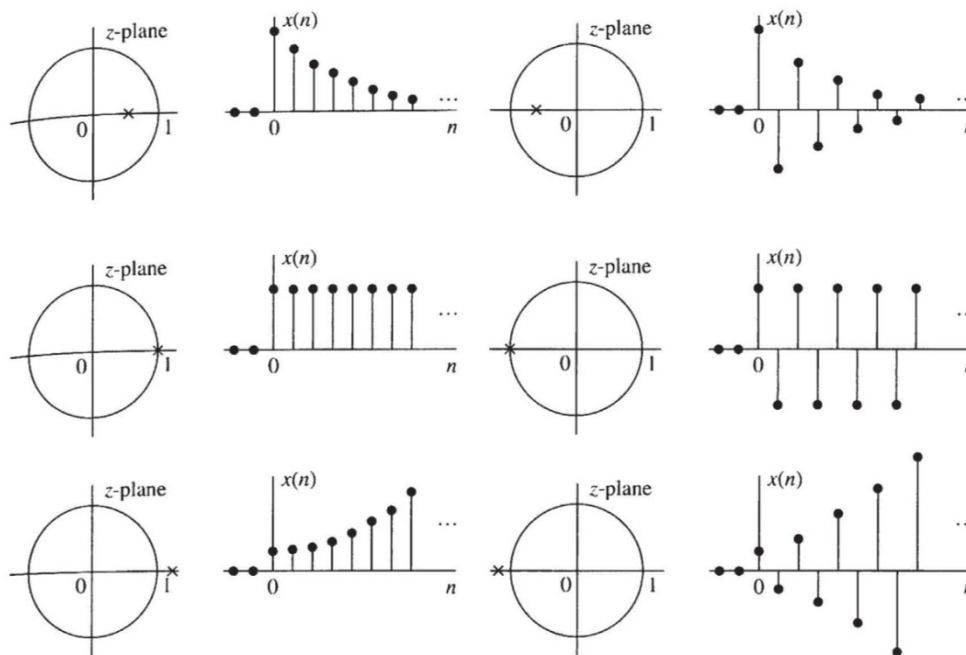 z-plane x(n) z-plane x(n)
... ...
0 1 0 n 0 1 0
z-plane x(n) z-plane x(n)
... ...
0 1 0 n 0 1 0
z-plane x(n) z-plane x(n)
... ...
0 1 0 n 0 1 0